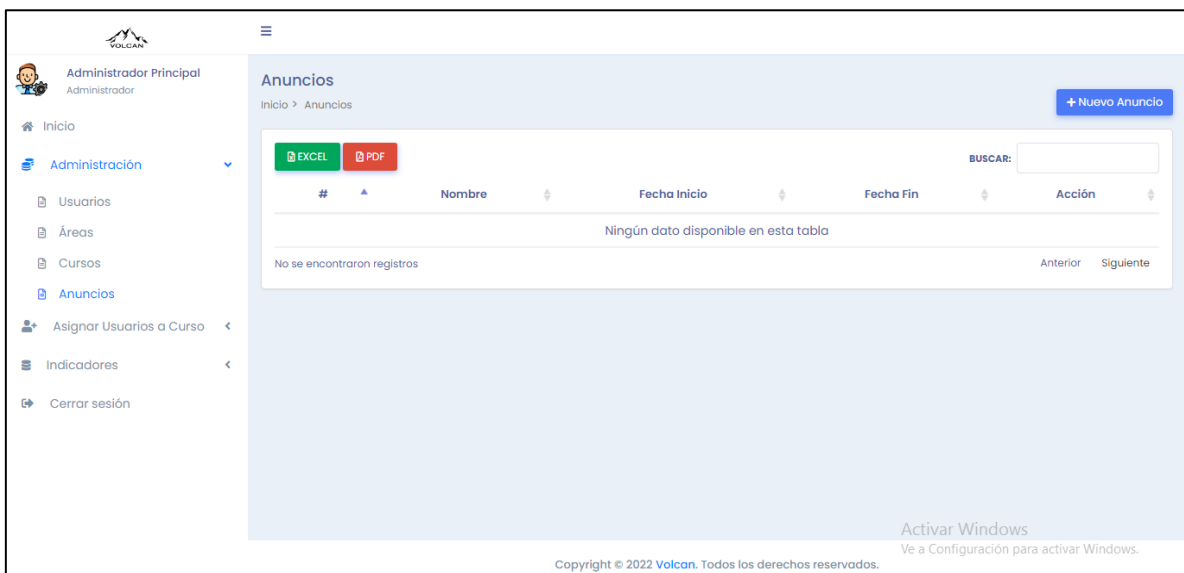 VOLCAN
Administrador Principal
Administrador
Inicio
Administración
Usuarios
Áreas
Cursos
Anuncios
Asignar Usuarios a Curso
Indicadores
Cerrar sesión
Anuncios
Inicio > Anuncios
+ Nuevo Anuncio
EXCEL PDF
BUSCAR:
# Nombre Fecha Inicio Fecha Fin Acción
Ningún dato disponible en esta tabla
No se encontraron registros
Anterior Siguiente
Activar Windows
Ve a Configuración para activar Windows.
Copyright © 2022 Volcan. Todos los derechos reservados.